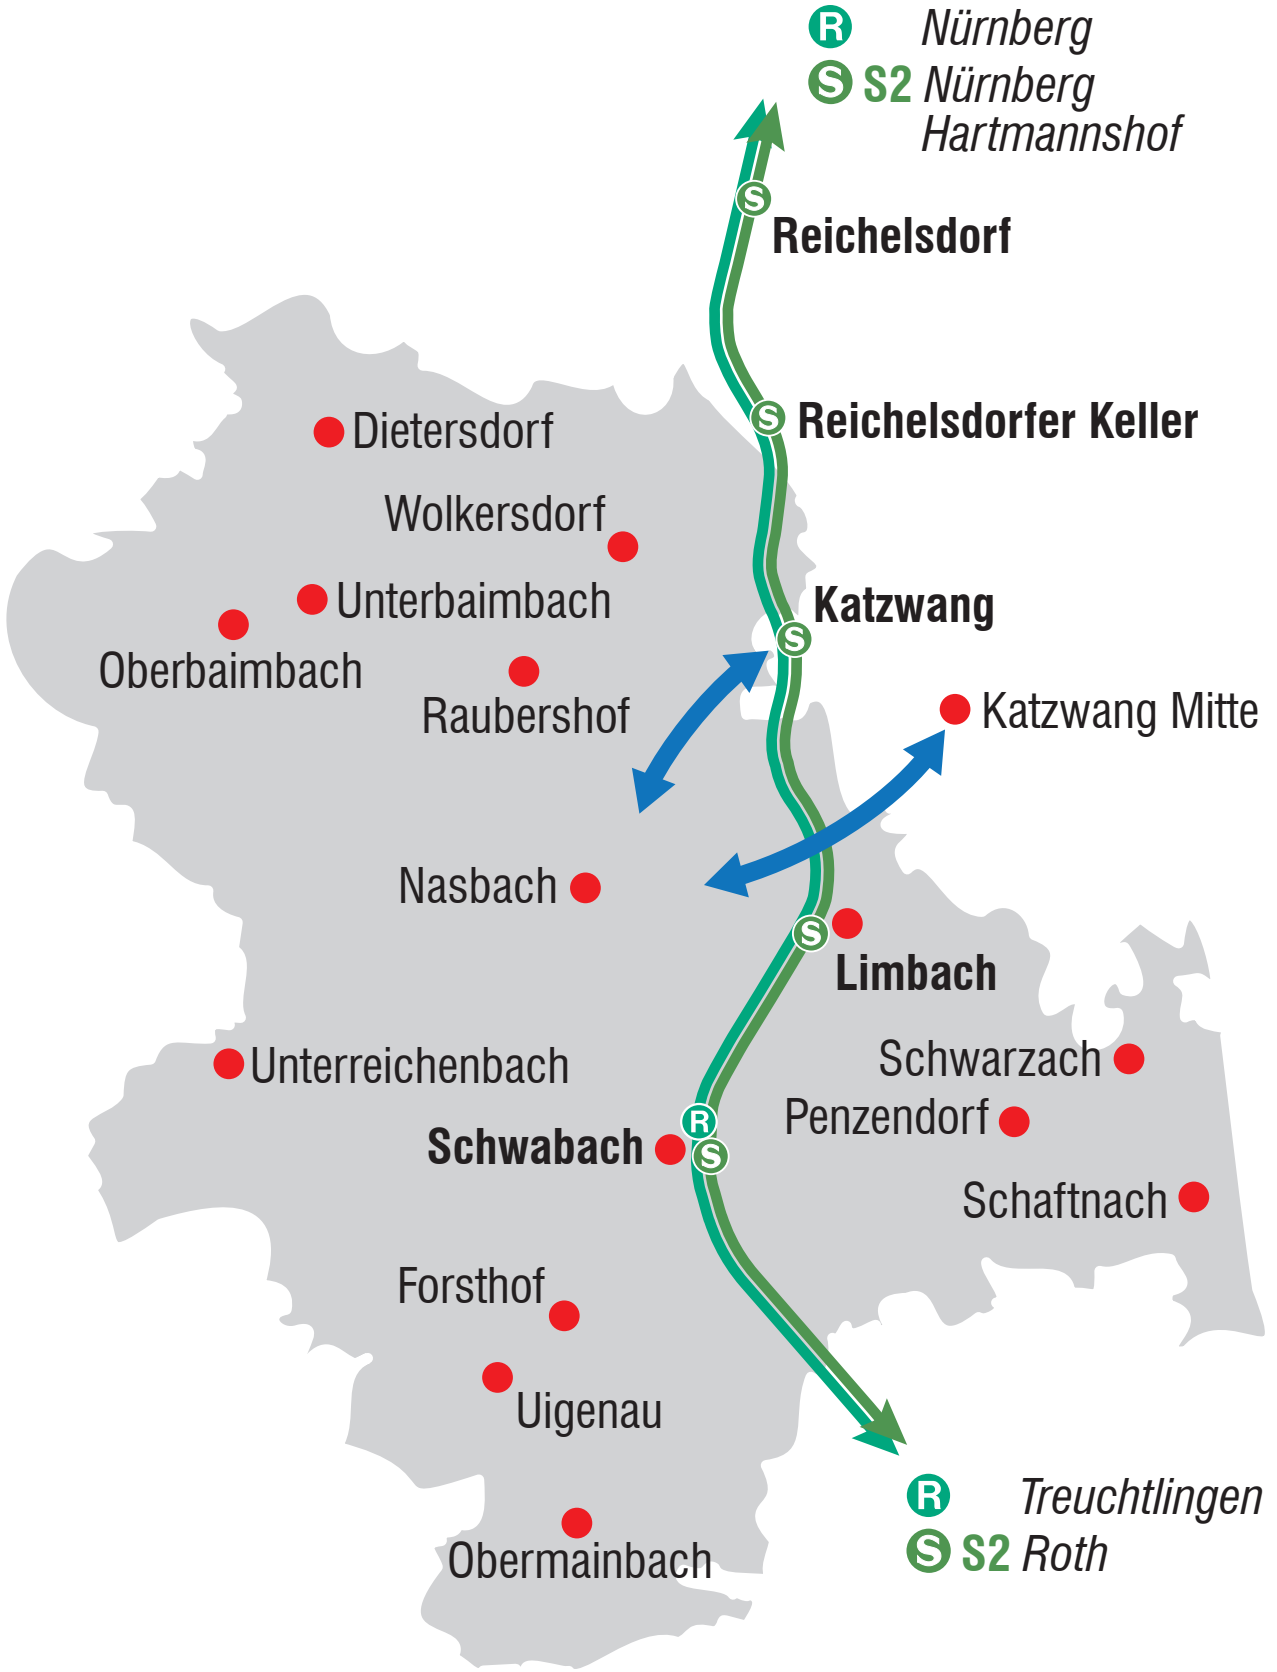 R Nürnberg
S S2 Nürnberg
Hartmannshof
S
Reichelsdorf
S Reichelsdorfer Keller
Dietersdorf
Wolkersdorf
Unterbaimbach
Katzwang
S
Oberbaimbach
Raubershof
Katzwang Mitte
Nasbach
S
Limbach
Unterreichenbach
Schwarzach
Penzendorf
R
Schwabach
S
Schaftnach
Forsthof
Uigenau
R Treuchtlingen
S S2 Roth
Obermainbach